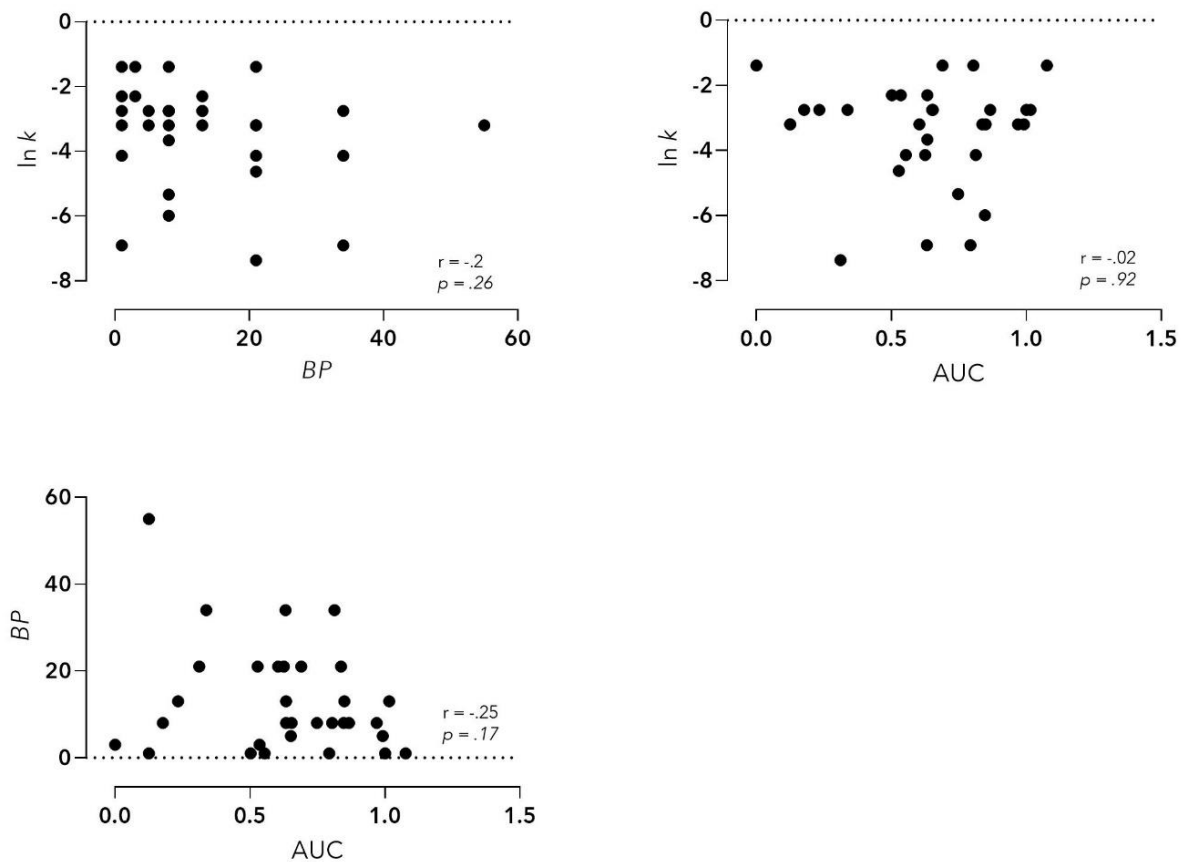 0
-2
-4
-6
-8
ln k
r = -.2
p = .26
0 20 40 60
BP
0
-2
-4
-6
-8
ln k
r = -.02
p = .92
0.0 0.5 1.0 1.5
AUC
60
40
20
0
BP
r = -.25
p = .17
0.0 0.5 1.0 1.5
AUC